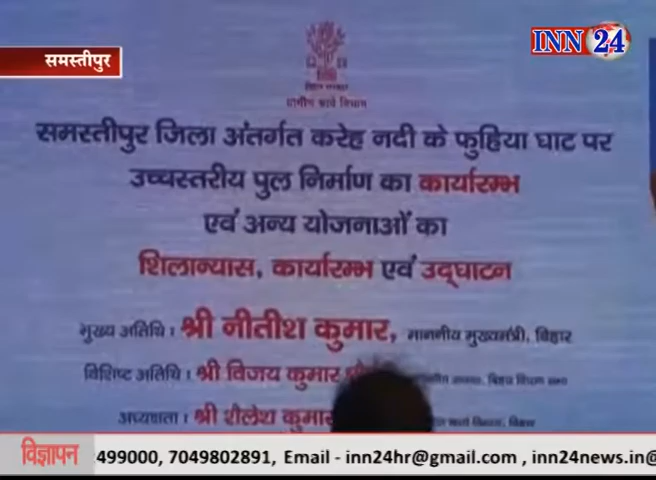 INN 24
समस्तीपुर
बिहार सरकार
ग्रामीण कार्य विभाग
समस्तीपुर जिला अंतर्गत करेह नदी के फुहिया घाट पर
उच्चस्तरीय पुल निर्माण का कार्यारम्भ
एवं अन्य योजनाओं का
शिलान्यास, कार्यारम्भ एवं उद्घाटन
मुख्य अतिथि : श्री नीतीश कुमार, माननीय मुख्यमंत्री, बिहार
विशिष्ट अतिथि : श्री विजय कुमार
अध्यक्षता : श्री शैलेश कुमार
विज्ञापन 499000, 7049802891, Email - inn24hr@gmail.com , inn24news.in@